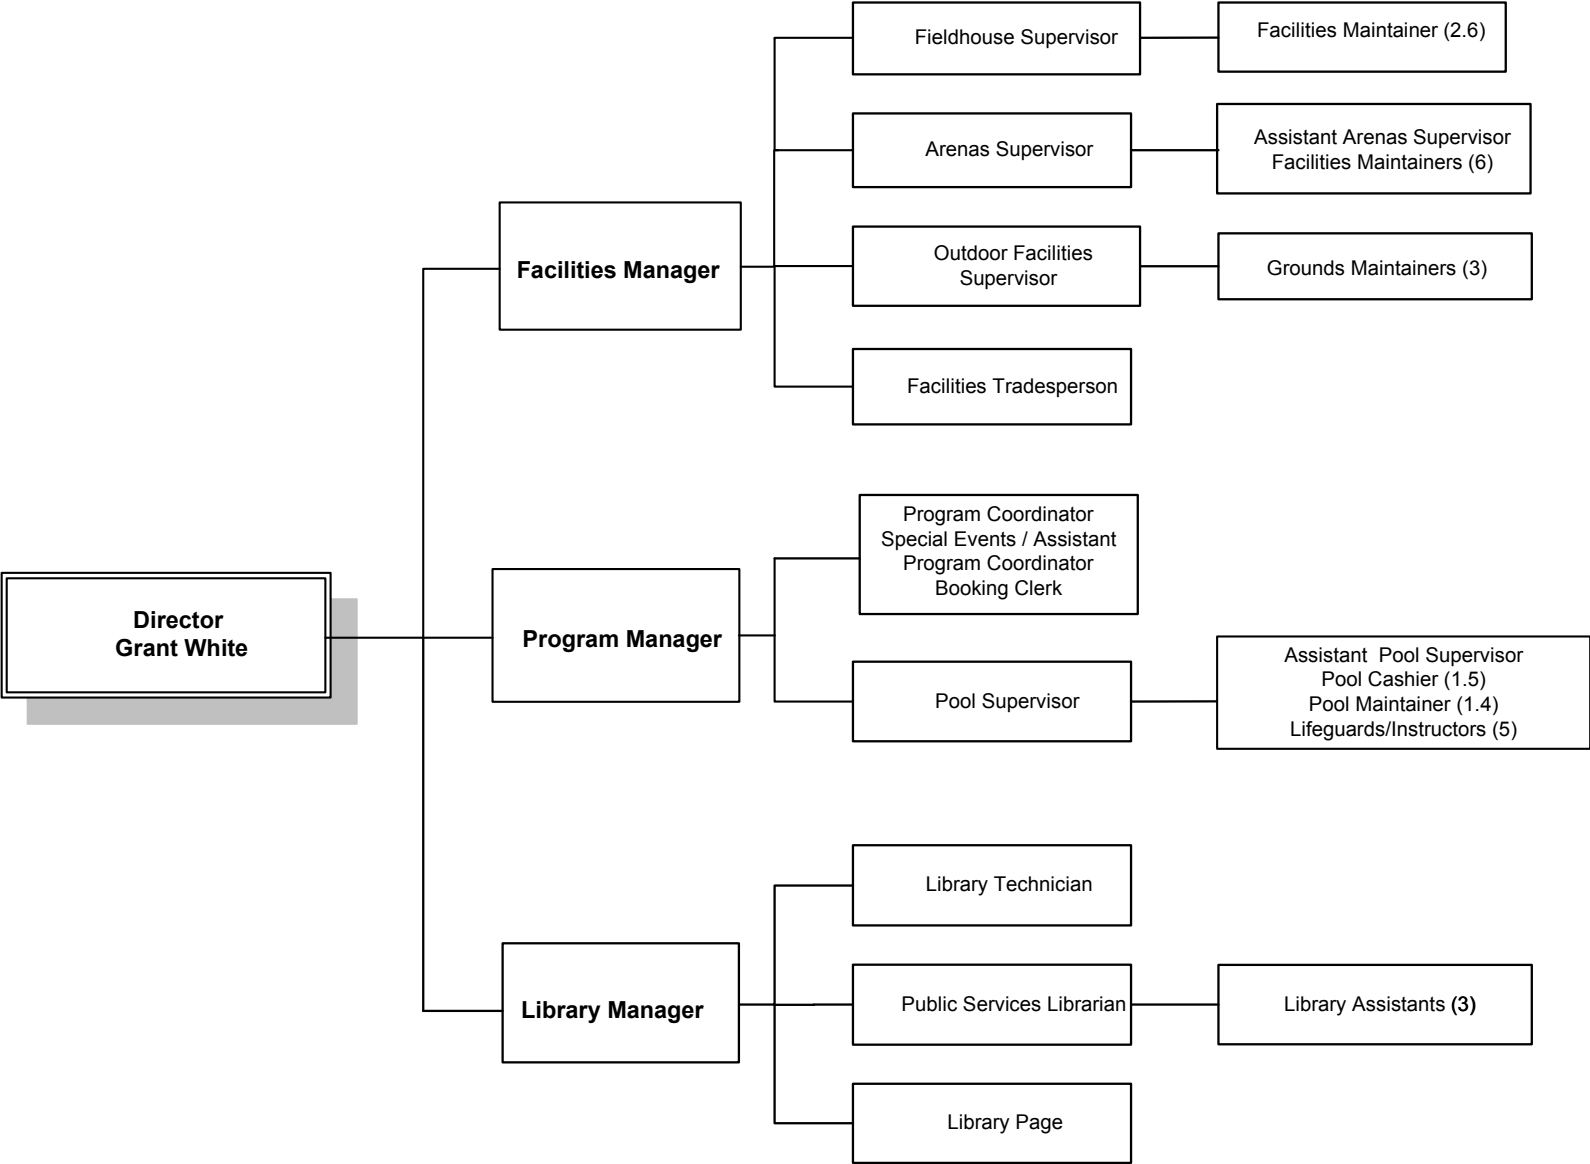 Fieldhouse Supervisor
Facilities Maintainer (2.6)
Arenas Supervisor
Assistant Arenas Supervisor
Facilities Maintainers (6)
Facilities Manager
Outdoor Facilities
Supervisor
Grounds Maintainers (3)
Facilities Tradesperson
Director
Grant White
Program Manager
Program Coordinator
Special Events / Assistant
Program Coordinator
Booking Clerk
Pool Supervisor
Assistant Pool Supervisor
Pool Cashier (1.5)
Pool Maintainer (1.4)
Lifeguards/Instructors (5)
Library Manager
Library Technician
Public Services Librarian
Library Assistants (3)
Library Page